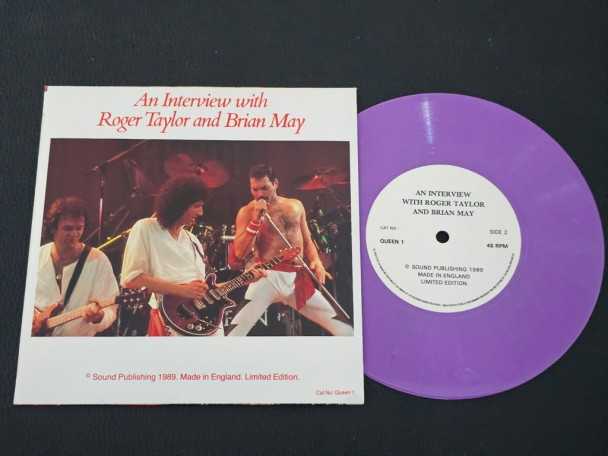 An Interview with
Roger Taylor and Brian May
© Sound Publishing 1989. Made in England. Limited Edition.
Cat No: Queen 1
AN INTERVIEW
WITH ROGER TAYLOR
AND BRIAN MAY
CAT NO:
SIDE 2
QUEEN 1
45 RPM
© SOUND PUBLISHING 1989
MADE IN ENGLAND
LIMITED EDITION